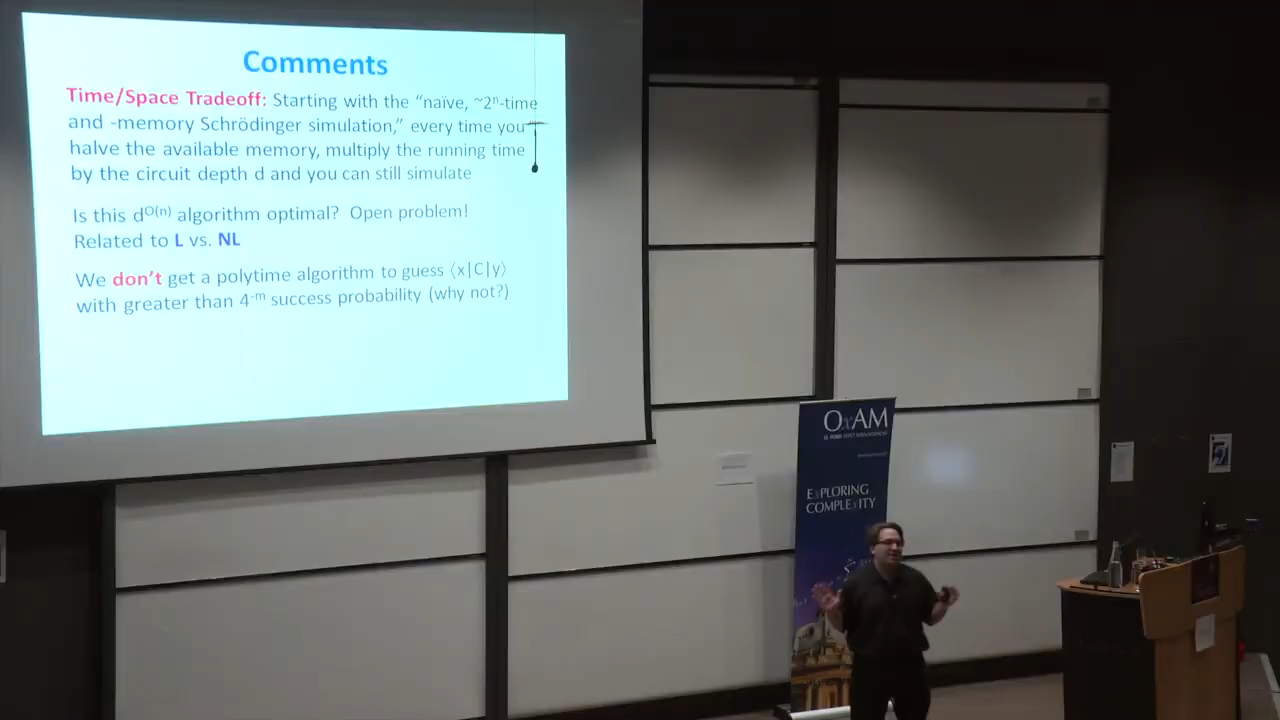 Comments
Time/Space Tradeoff: Starting with the “naïve, ~2ⁿ-time
and -memory Schrödinger simulation,” every time you
halve the available memory, multiply the running time
by the circuit depth d and you can still simulate
Is this d^O(n) algorithm optimal? Open problem!
Related to L vs. NL
We don’t get a polytime algorithm to guess ⟨x|C|y⟩
with greater than 4^-m success probability (why not?)
OxAM
EXPLORING
COMPLEXITY